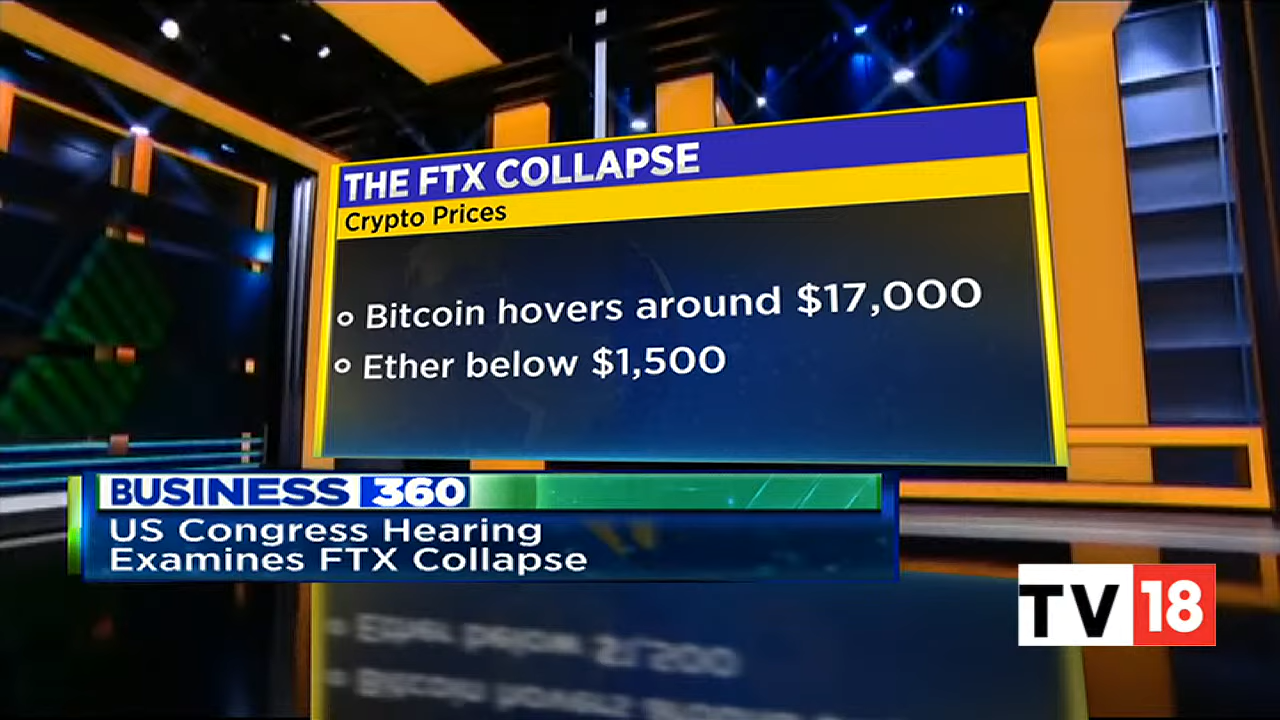 THE FTX COLLAPSE
Crypto Prices
Bitcoin hovers around $17,000
Ether below $1,500
BUSINESS 360
US Congress Hearing
Examines FTX Collapse
TV18